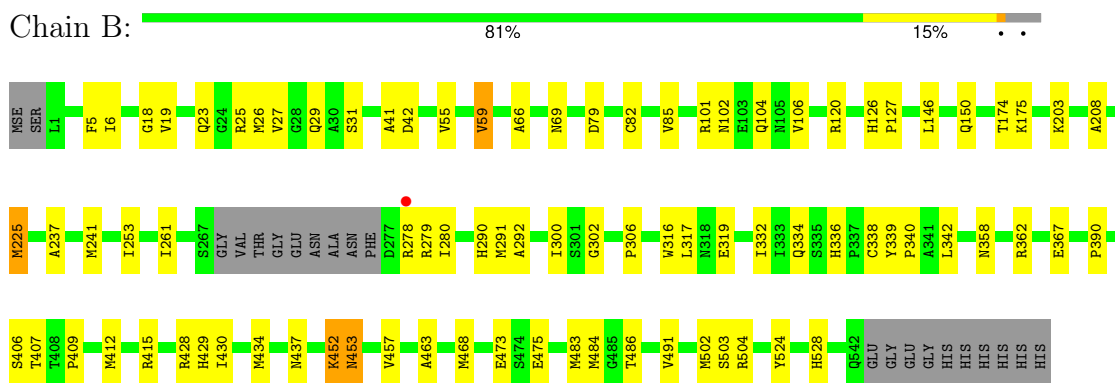 Chain B:
81% 15% • •
MSE SER L1 F5 I6 G18 V19 Q23 G24 R25 M26 V27 G28 Q29 A30 S31 A41 D42 V55 V59 A66 N69 D79 C82 V85 R101 N102 E103 Q104 N105 V106 R120 H126 P127 L146 Q150 T174 K175 K203 A208
M225 A237 M241 I253 I261 S267 GLY VAL THR GLY GLU ASN ALA ASN PHE D277 R278 R279 I280 H290 M291 A292 I300 S301 G302 P306 W316 L317 N318 E319 I332 I333 Q334 S335 H336 P337 C338 Y339 P340 A341 L342 N358 R362 E367 P390
S406 T407 T408 P409 M412 R415 R428 H429 I430 M434 N437 K452 N453 V457 A463 M468 E473 S474 E475 M483 M484 G485 T486 V491 M502 S503 R504 Y524 H528 Q542 GLU GLY GLU GLY HIS HIS HIS HIS HIS HIS